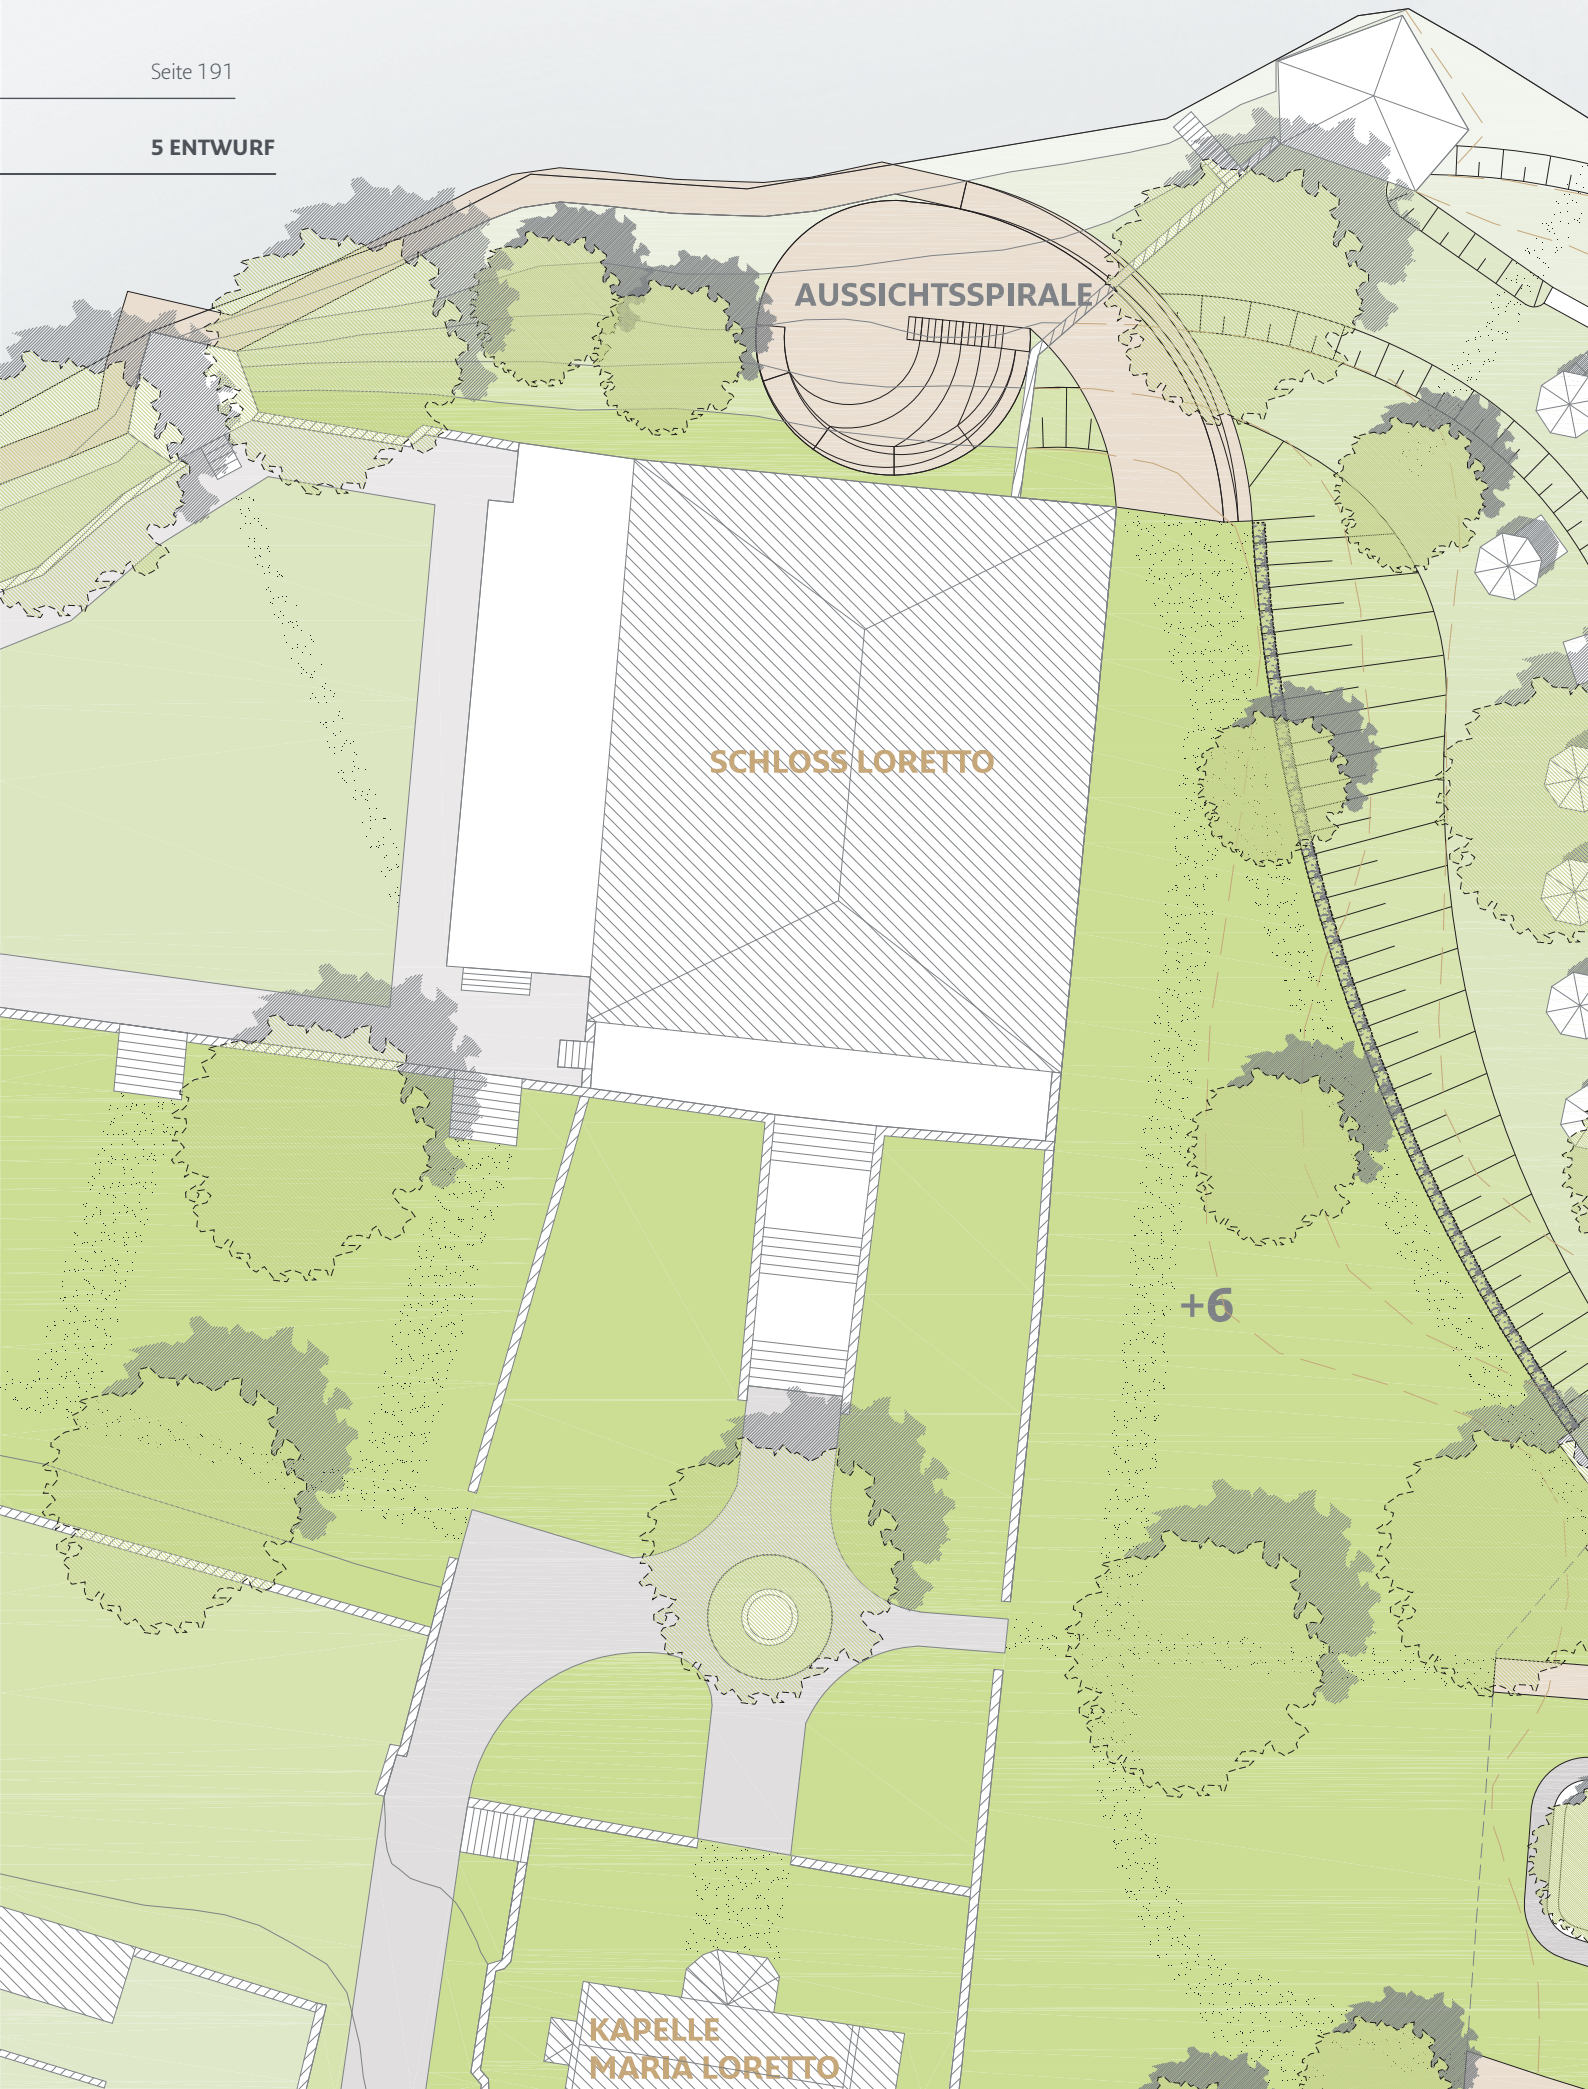 Seite 191
5 ENTWURF
AUSSICHTSSPIRALE
SCHLOSS LORETTO
+6
KAPELLE
MARIA LORETTO